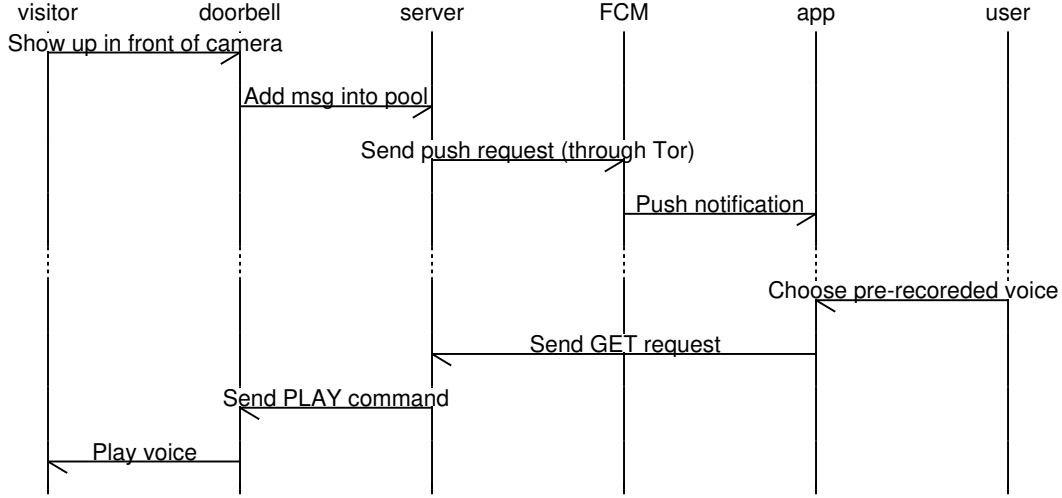 visitor doorbell server FCM app user
Show up in front of camera
Add msg into pool
Send push request (through Tor)
Push notification
Choose pre-recoreded voice
Send GET request
Send PLAY command
Play voice